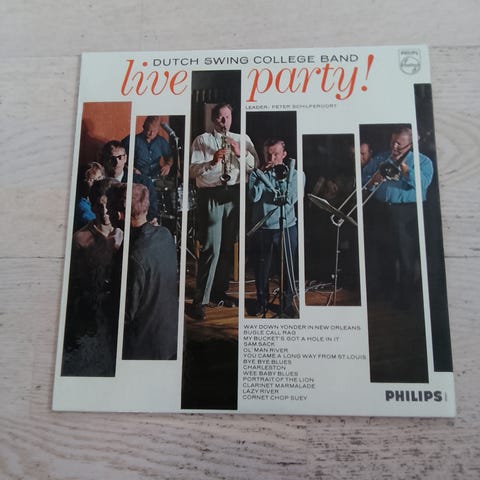 DUTCH SWING COLLEGE BAND
live party!
LEADER: PETER SCHILPEROORT
PHILIPS
WAY DOWN YONDER IN NEW ORLEANS
BUGLE CALL RAG
MY BUCKET'S GOT A HOLE IN IT
SAM SACK
OL' MAN RIVER
YOU CAME A LONG WAY FROM ST. LOUIS
BYE BYE BLUES
CHARLESTON
WEE BABY BLUES
PORTRAIT OF THE LION
CLARINET MARMALADE
LAZY RIVER
CORNET CHOP SUEY
PHILIPS